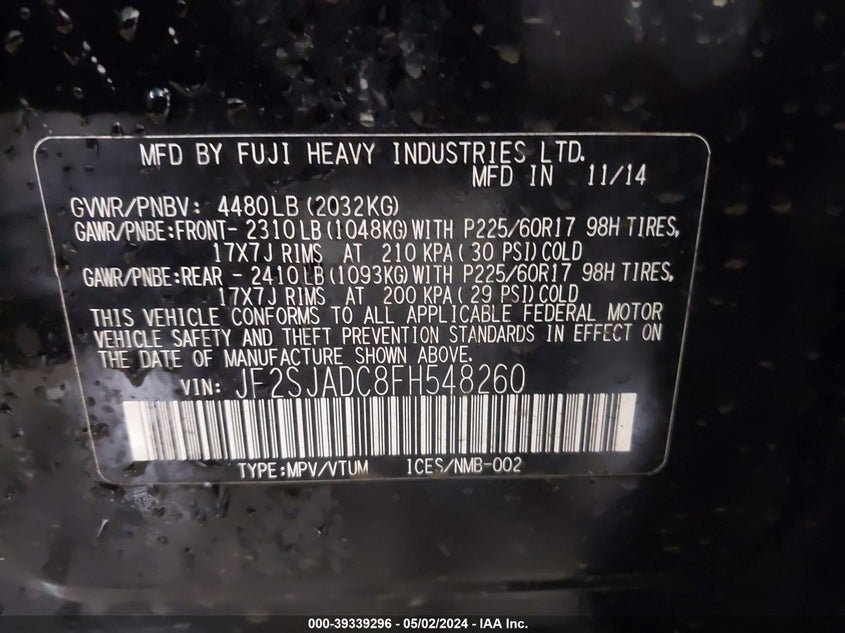 MFD BY FUJI HEAVY INDUSTRIES LTD.
MFD IN 11/14
GVWR/PNBV: 4480LB (2032KG)
GAWR/PNBE:FRONT- 2310LB (1048KG) WITH P225/60R17 98H TIRES,
17X7J RIMS AT 210 KPA ( 30 PSI) COLD
GAWR/PNBE:REAR - 2410LB (1093KG) WITH P225/60R17 98H TIRES,
17X7J RIMS AT 200 KPA ( 29 PSI) COLD
THIS VEHICLE CONFORMS TO ALL APPLICABLE FEDERAL MOTOR
VEHICLE SAFETY AND THEFT PREVENTION STANDARDS IN EFFECT ON
THE DATE OF MANUFACTURE SHOWN ABOVE.
VIN: JF2SJADC8FH548260
TYPE:MPV/VTUM ICES/NMB-002
000-39339296 - 05/02/2024 - IAA Inc.